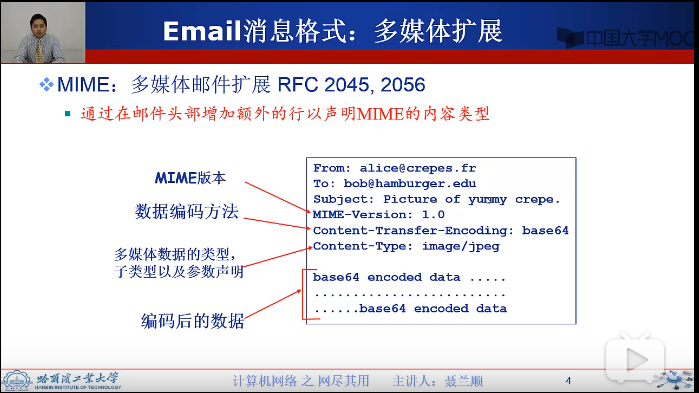 Email消息格式：多媒体扩展
中国大学MOOC
MIME：多媒体邮件扩展 RFC 2045, 2056
通过在邮件头部增加额外的行以声明MIME的内容类型
MIME版本
数据编码方法
多媒体数据的类型，
子类型以及参数声明
编码后的数据
From: alice@crepes.fr
To: bob@hamburger.edu
Subject: Picture of yummy crepe.
MIME-Version: 1.0
Content-Transfer-Encoding: base64
Content-Type: image/jpeg
base64 encoded data .....
.........................
......base64 encoded data
哈尔滨工业大学
HARBIN INSTITUTE OF TECHNOLOGY
计算机网络 之 网尽其用 主讲人：聂兰顺
4